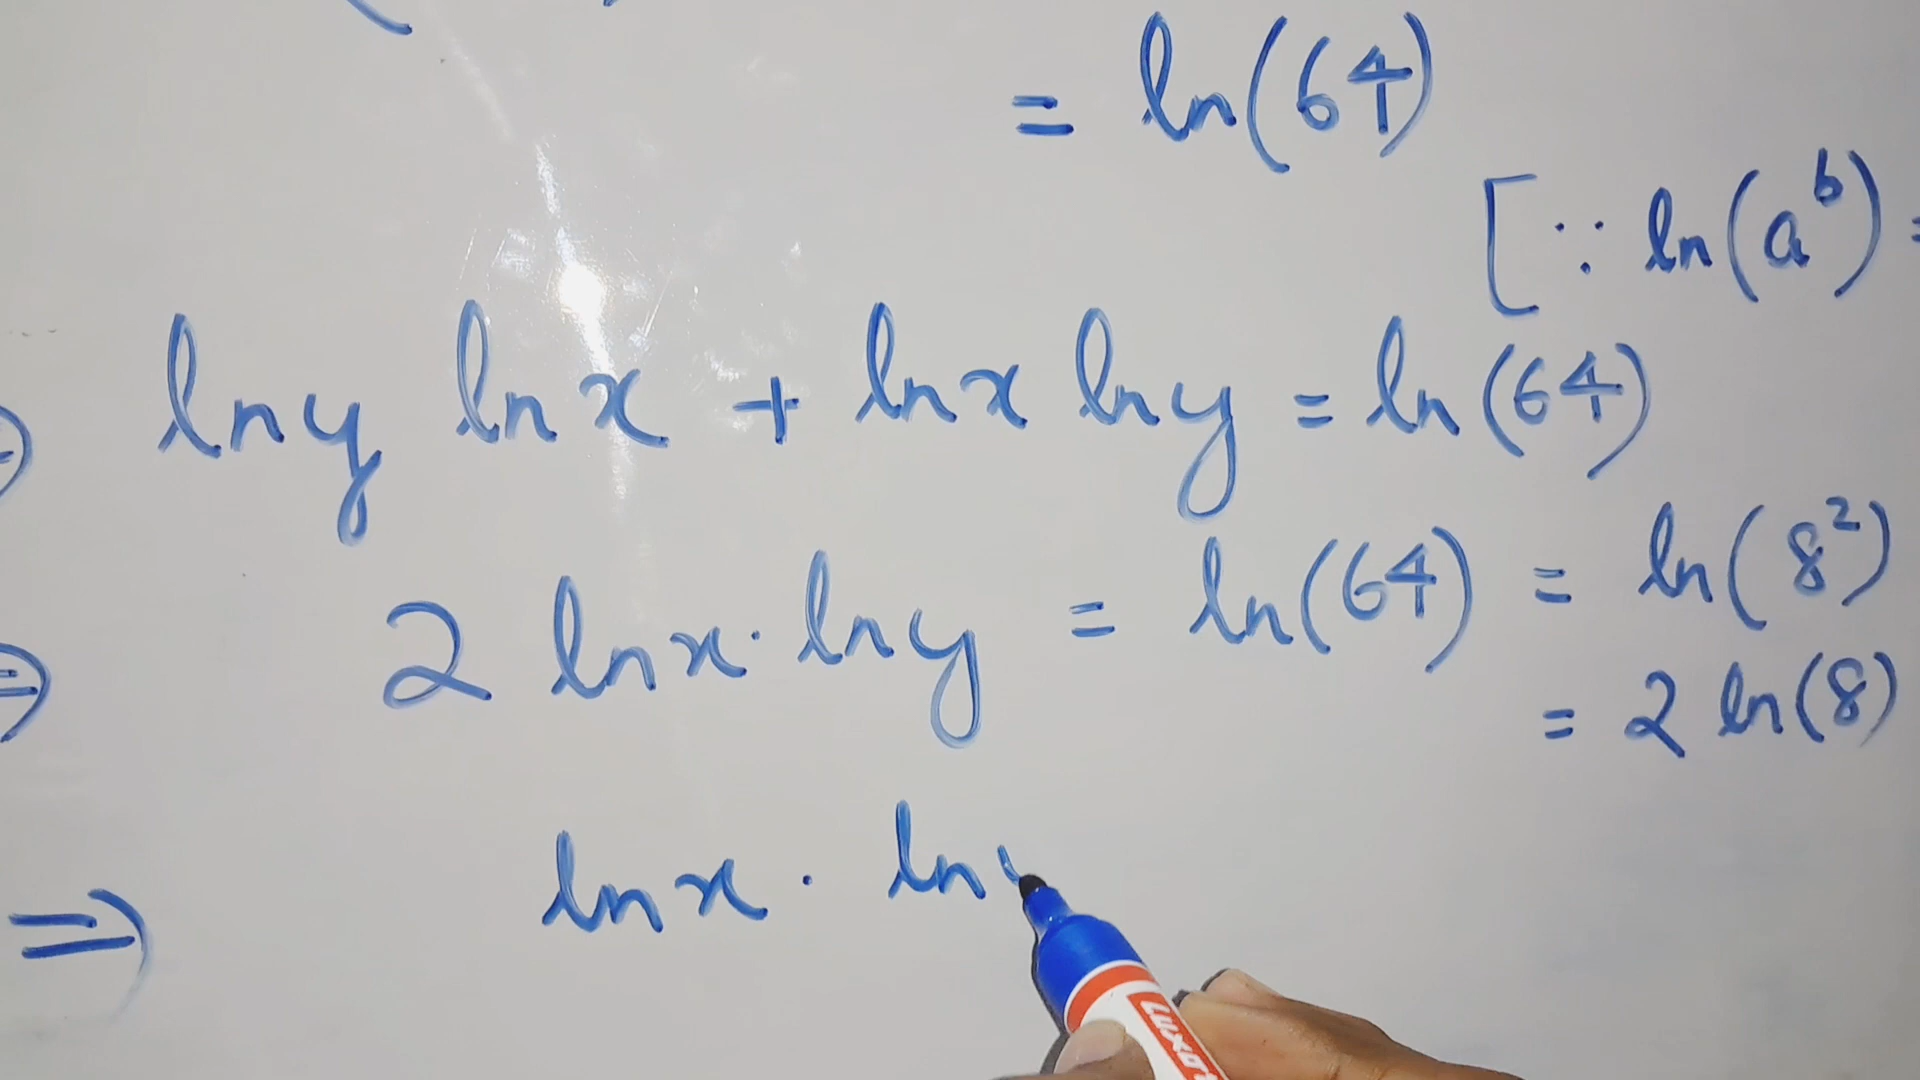 = ln(64)
[∵ ln(a^b) =
ln y ln x + ln x ln y = ln(64)
⇒ 2 ln x · ln y = ln(64) = ln(8²)
= 2 ln(8)
⇒ ln x · ln
LUXOR